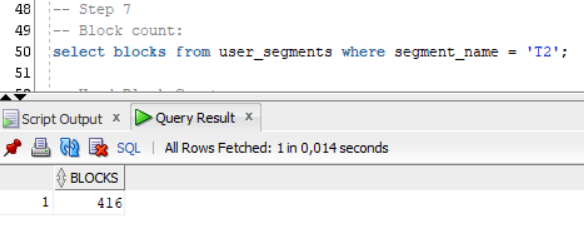 48 -- Step 7
49 -- Block count:
50 select blocks from user_segments where segment_name = 'T2';
51
Script Output x Query Result x
SQL | All Rows Fetched: 1 in 0,014 seconds
BLOCKS
1 416